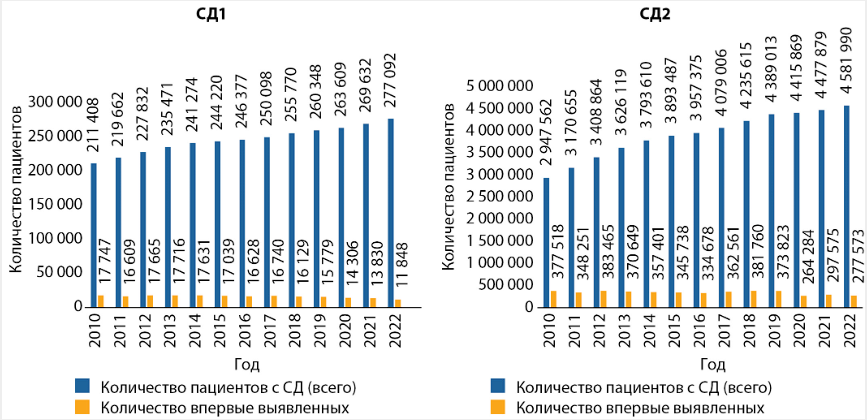 СД1
Количество пациентов
300 000
250 000
200 000
150 000
100 000
50 000
0
211 408
219 662
227 832
235 471
241 274
244 220
246 377
250 098
255 770
260 348
263 609
269 632
277 092
17 747
16 609
17 665
17 716
17 631
17 039
16 628
16 740
16 129
15 779
14 306
13 830
11 848
2010
2011
2012
2013
2014
2015
2016
2017
2018
2019
2020
2021
2022
Год
Количество пациентов с СД (всего)
Количество впервые выявленных
СД2
Количество пациентов
5 000 000
4 500 000
4 000 000
3 500 000
3 000 000
2 500 000
2 000 000
1 500 000
1 000 000
500 000
0
2 947 562
3 170 655
3 408 864
3 626 119
3 793 610
3 893 487
3 957 375
4 079 006
4 235 615
4 389 013
4 415 869
4 477 879
4 581 990
377 518
348 251
383 465
370 649
357 401
345 738
334 678
362 561
381 760
373 823
264 284
297 575
277 573
2010
2011
2012
2013
2014
2015
2016
2017
2018
2019
2020
2021
2022
Год
Количество пациентов с СД (всего)
Количество впервые выявленных